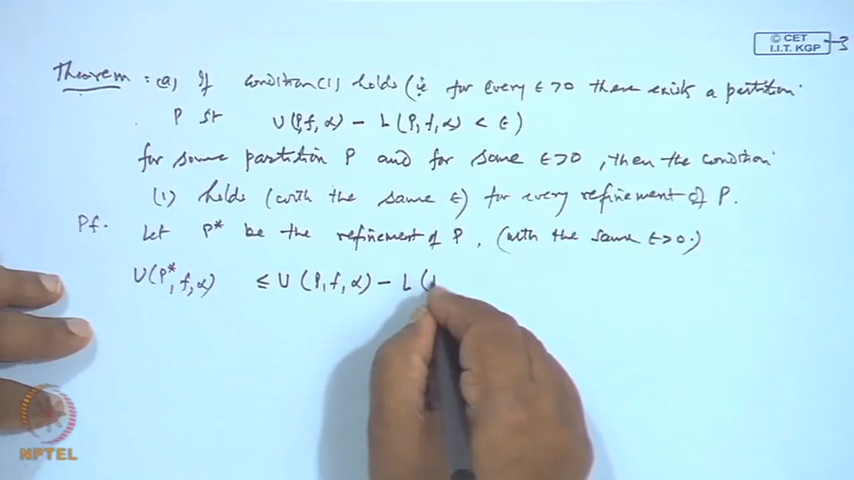 © CET
I.I.T. KGP
Theorem : (a) If condition (1) holds (ie for every ε>0 there exists a partition
P st U(P,f,α) – L(P,f,α) < ε)
for some partition P and for some ε>0, then the condition
(1) holds (with the same ε) for every refinement of P.
Pf. Let P* be the refinement of P, (with the same ε>0.)
U(P*,f,α) ≤ U(P,f,α) – L(
NPTEL